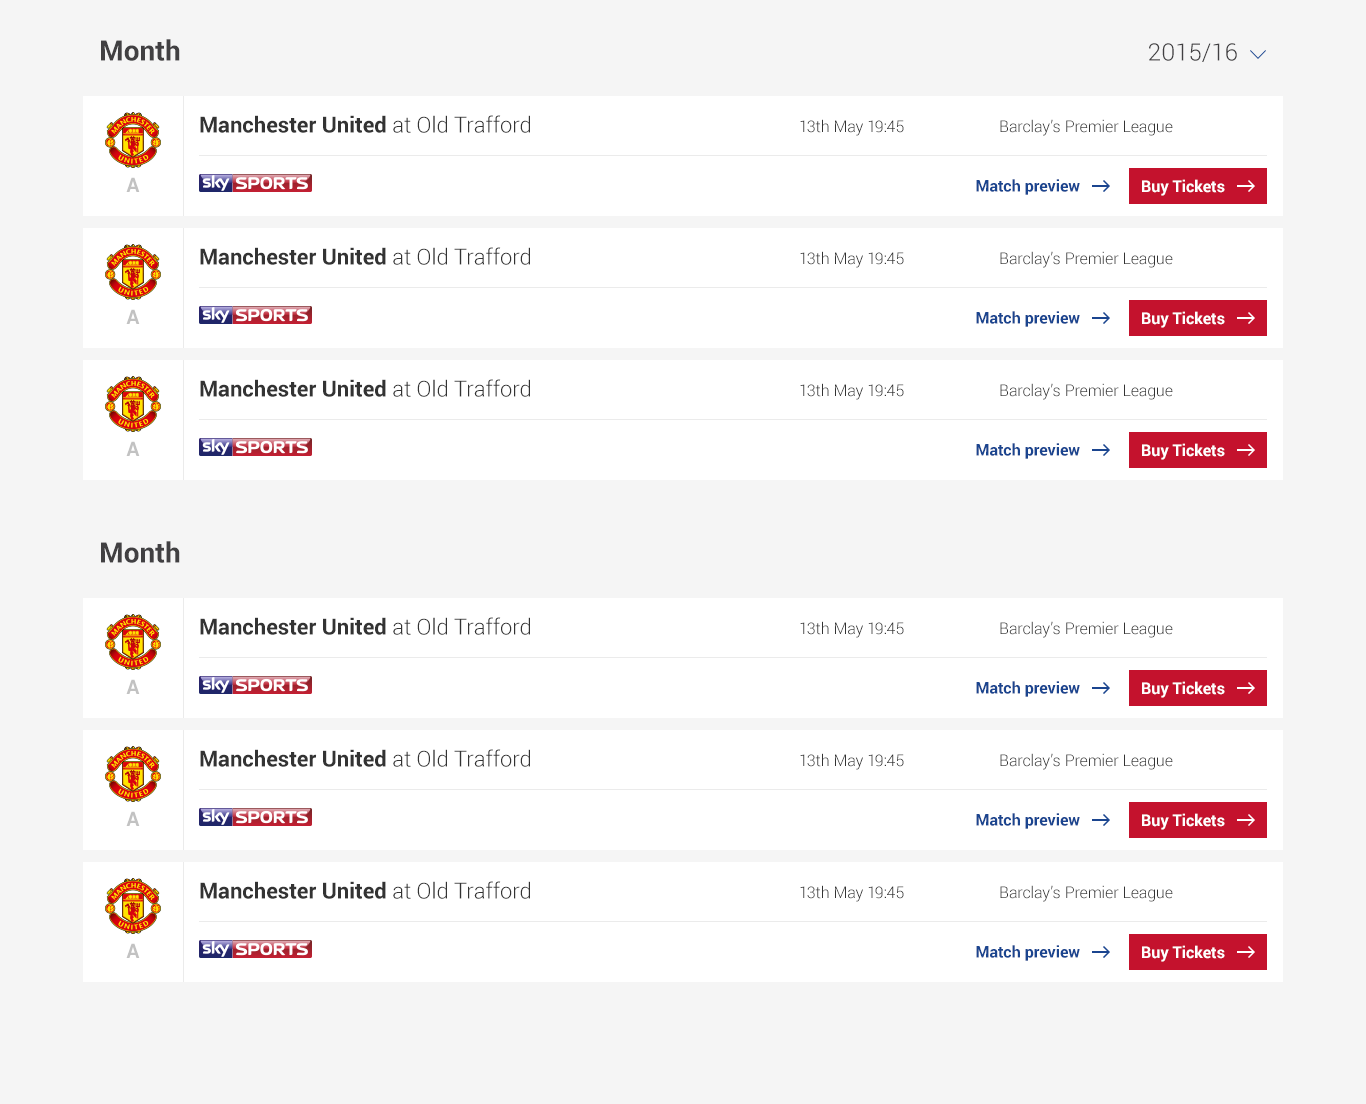 Month
2015/16
MANCHESTER
UNITED
A
Manchester United at Old Trafford
13th May 19:45
Barclay's Premier League
sky SPORTS
Match preview
Buy Tickets
MANCHESTER
UNITED
A
Manchester United at Old Trafford
13th May 19:45
Barclay's Premier League
sky SPORTS
Match preview
Buy Tickets
MANCHESTER
UNITED
A
Manchester United at Old Trafford
13th May 19:45
Barclay's Premier League
sky SPORTS
Match preview
Buy Tickets
Month
MANCHESTER
UNITED
A
Manchester United at Old Trafford
13th May 19:45
Barclay's Premier League
sky SPORTS
Match preview
Buy Tickets
MANCHESTER
UNITED
A
Manchester United at Old Trafford
13th May 19:45
Barclay's Premier League
sky SPORTS
Match preview
Buy Tickets
MANCHESTER
UNITED
A
Manchester United at Old Trafford
13th May 19:45
Barclay's Premier League
sky SPORTS
Match preview
Buy Tickets